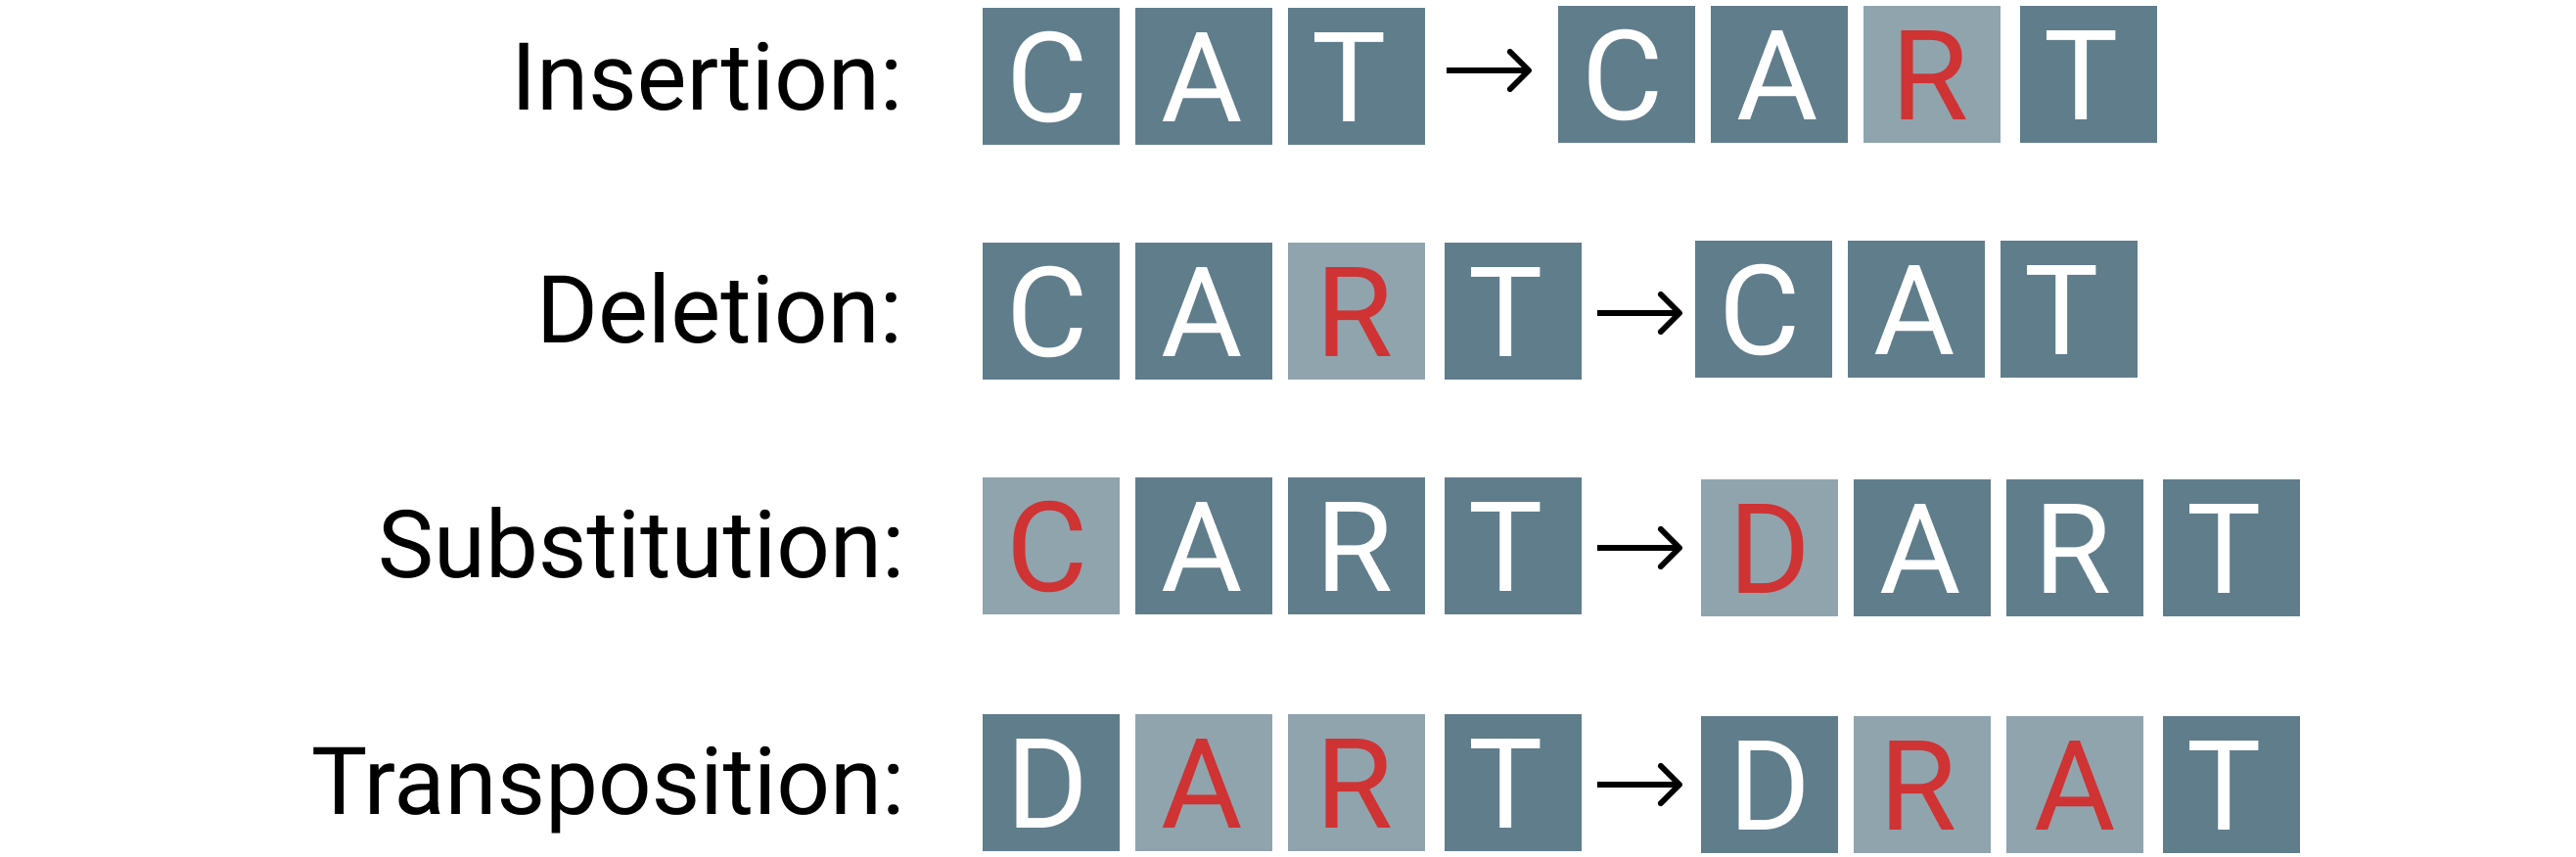 Insertion: C A T → C A R T
Deletion: C A R T → C A T
Substitution: C A R T → D A R T
Transposition: D A R T → D R A T